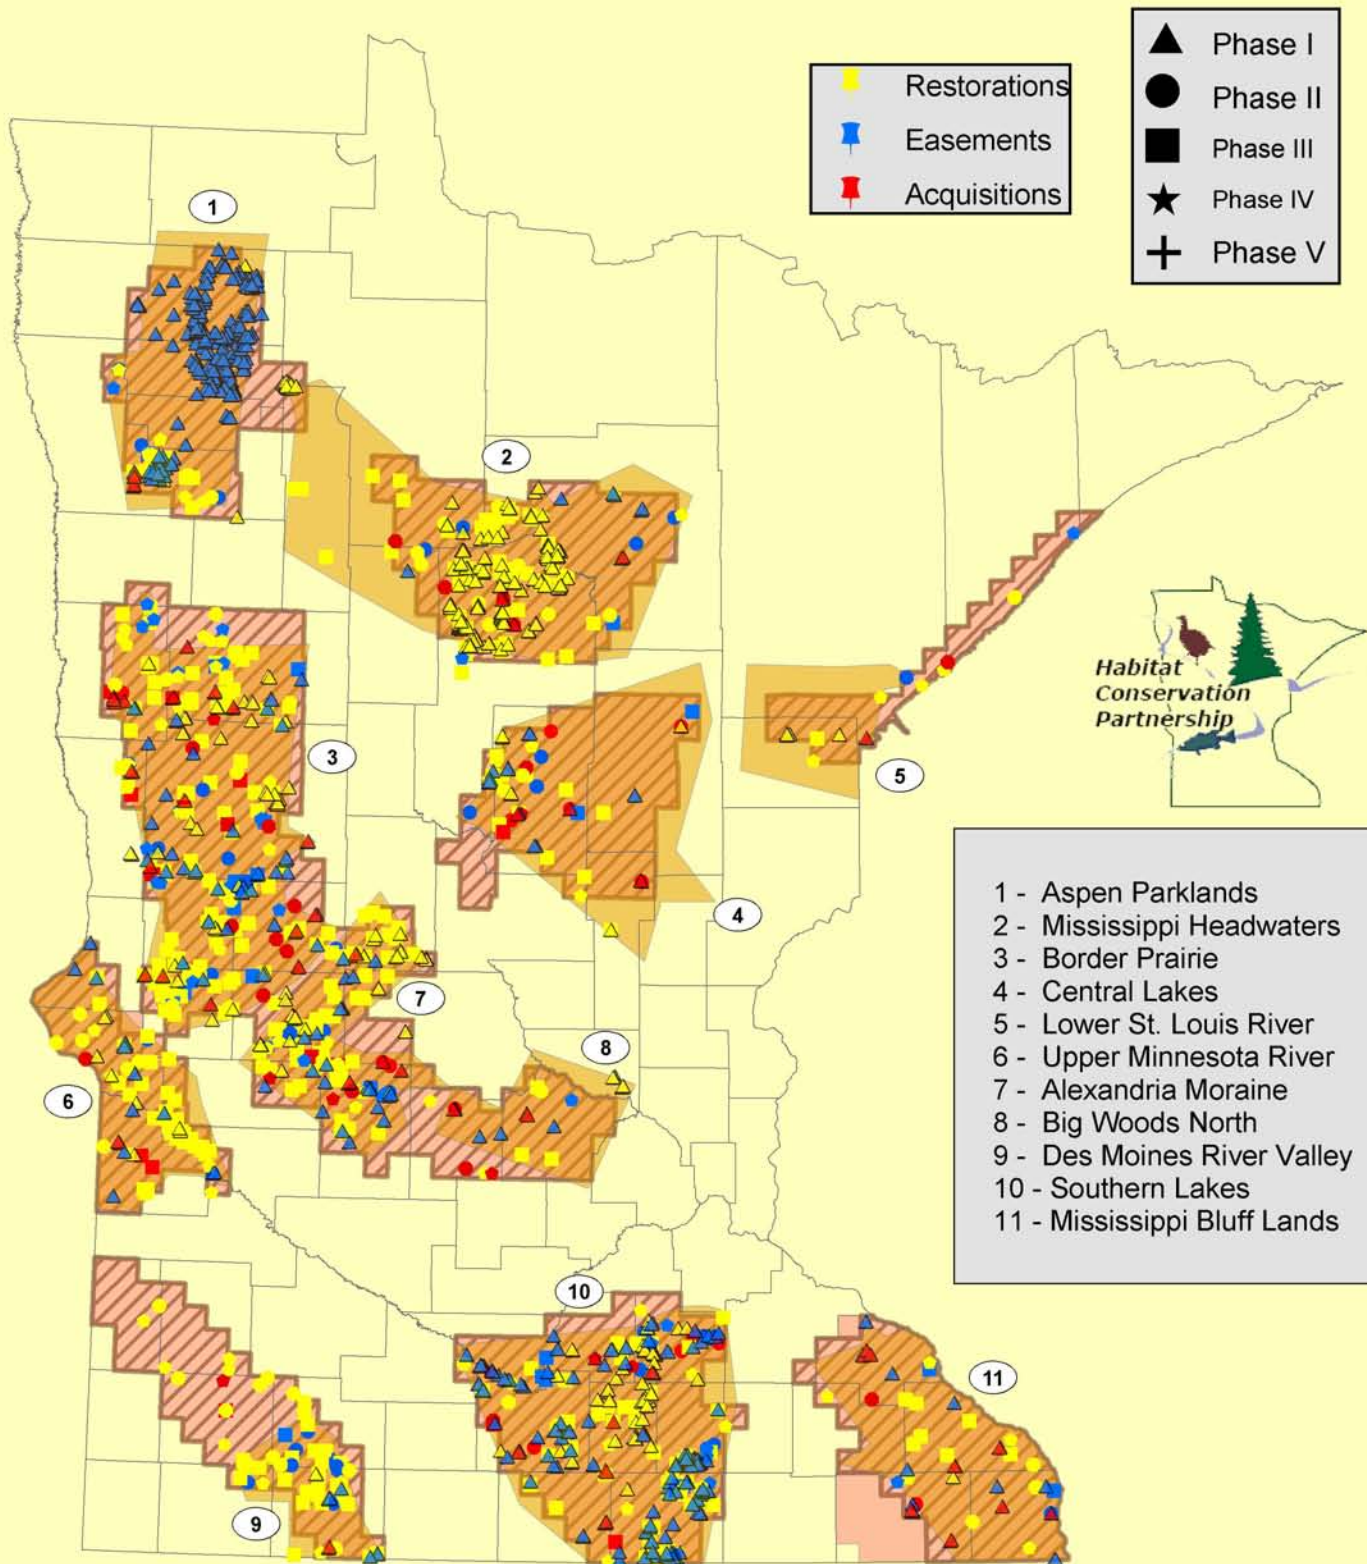 Restorations
Easements
Acquisitions
Phase I
Phase II
Phase III
Phase IV
Phase V
1
2
3
4
5
6
7
8
9
10
11
Habitat
Conservation
Partnership
1 - Aspen Parklands
2 - Mississippi Headwaters
3 - Border Prairie
4 - Central Lakes
5 - Lower St. Louis River
6 - Upper Minnesota River
7 - Alexandria Moraine
8 - Big Woods North
9 - Des Moines River Valley
10 - Southern Lakes
11 - Mississippi Bluff Lands